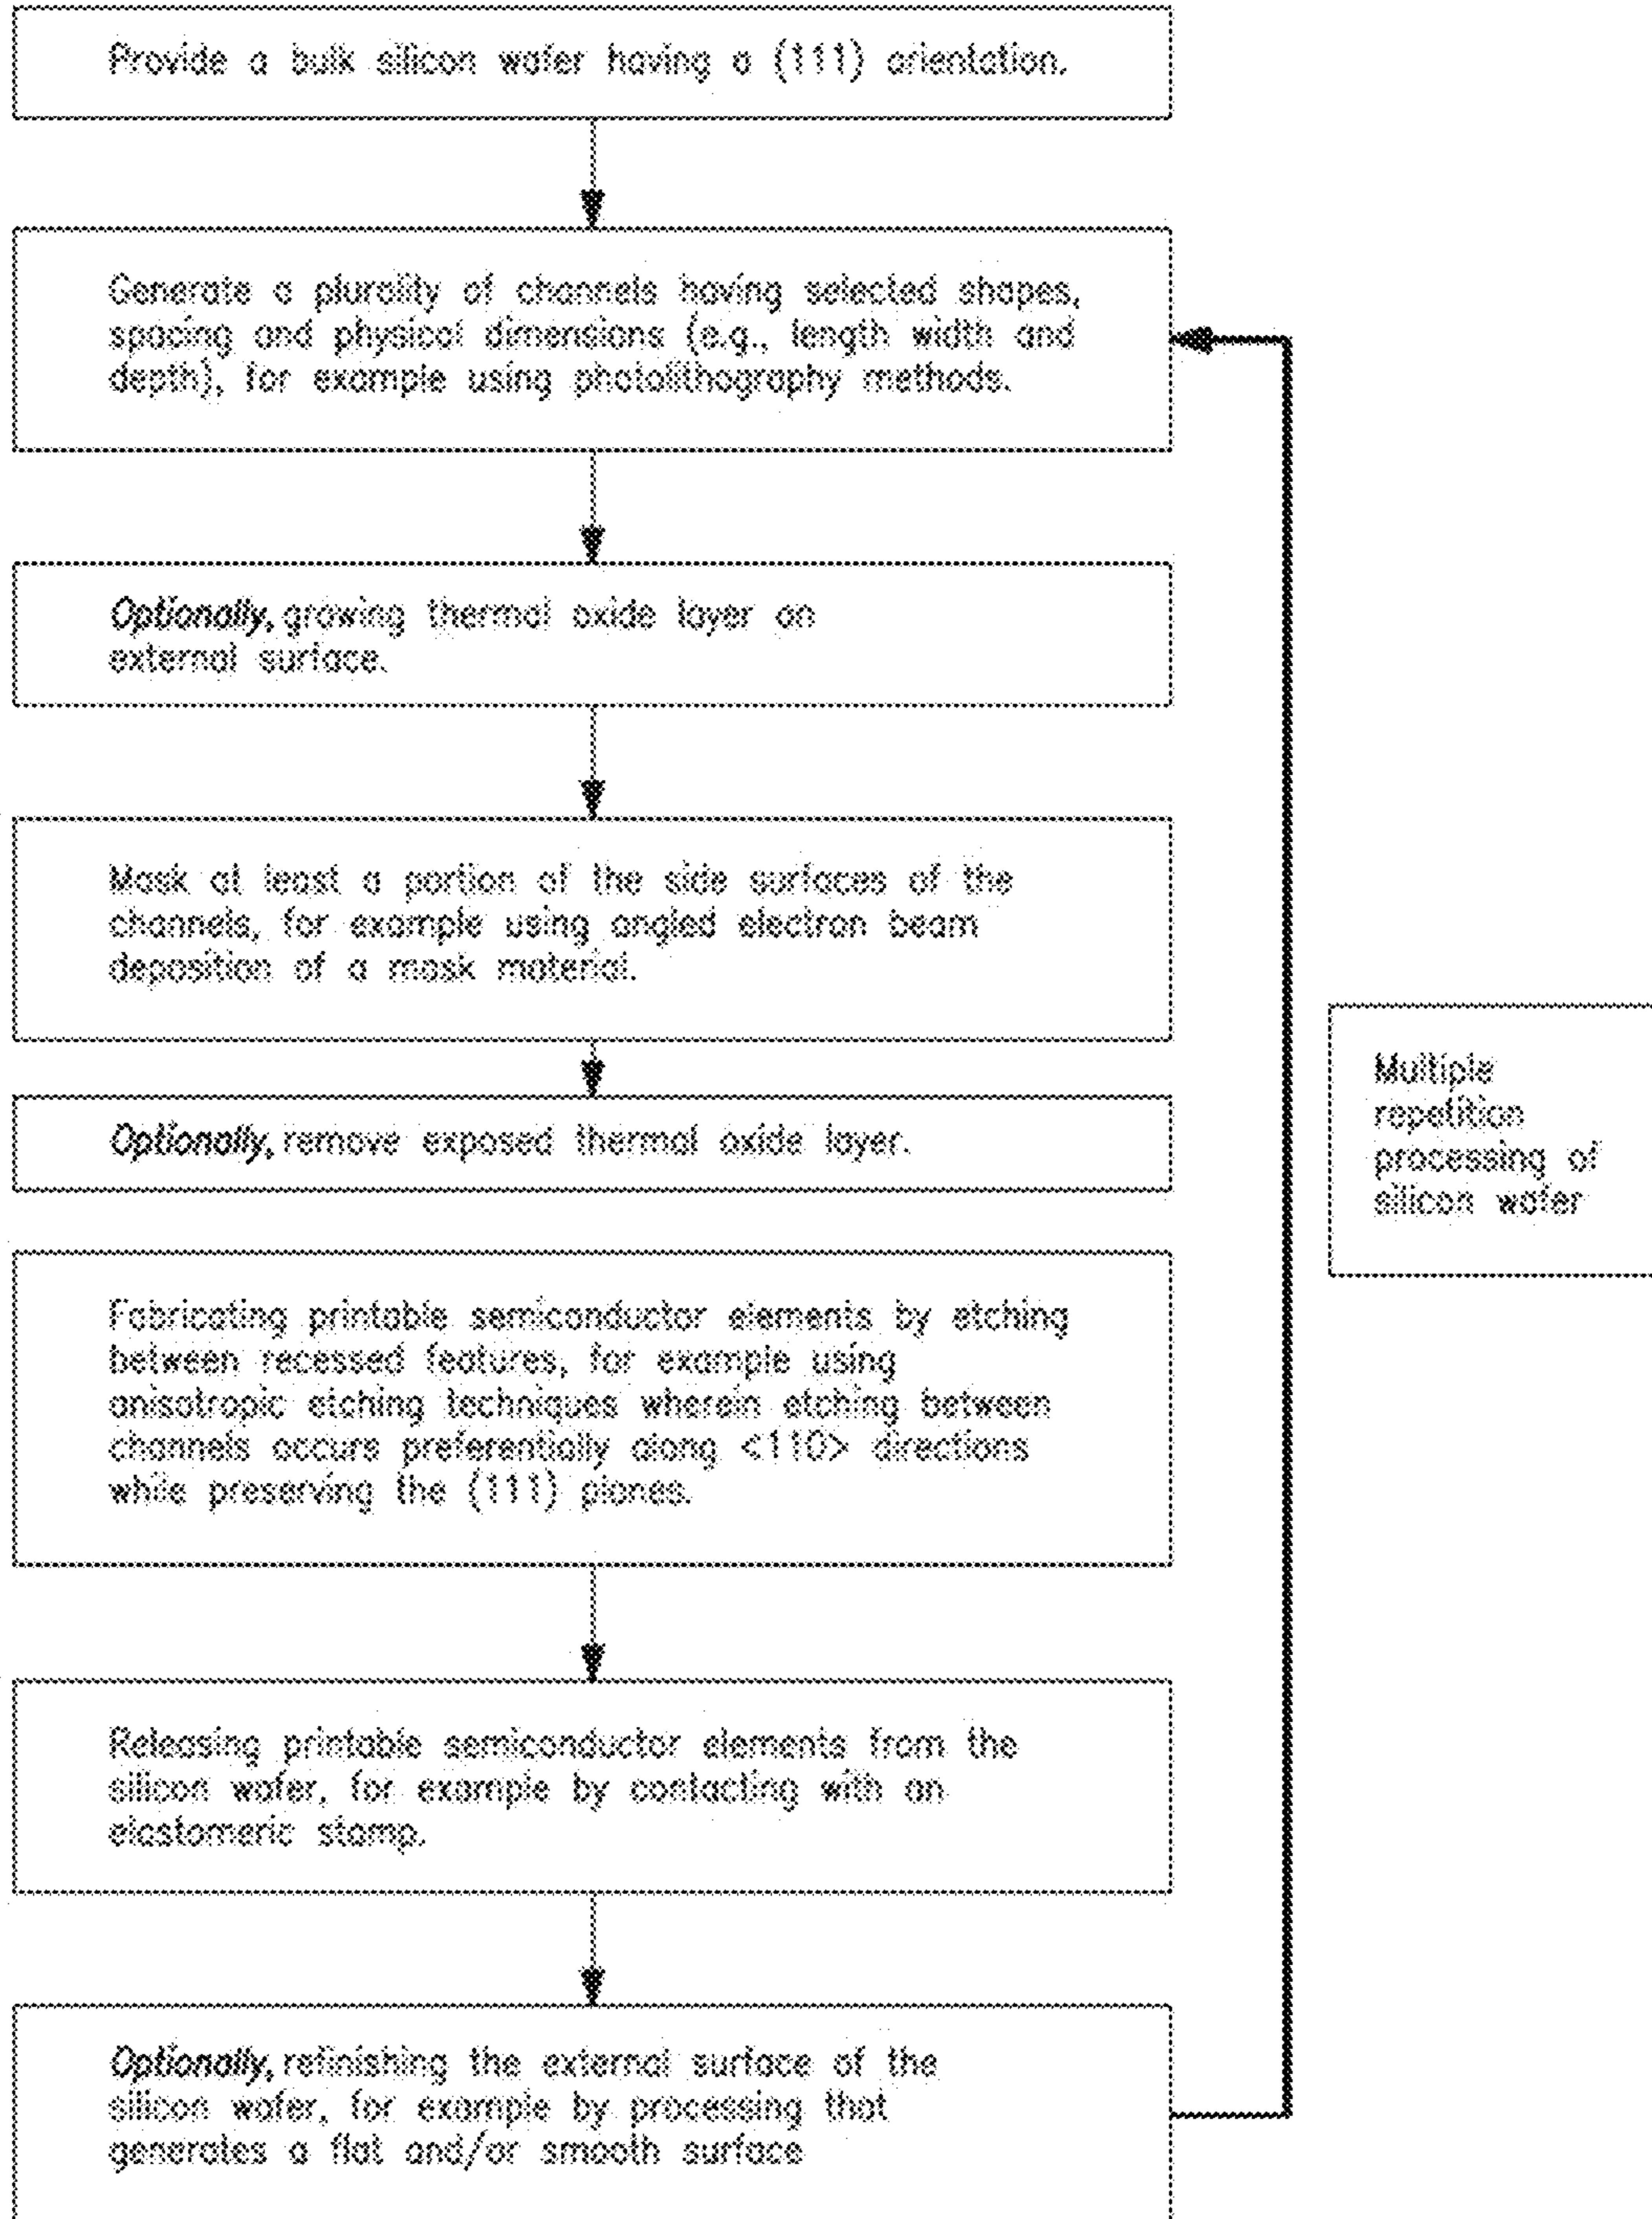 Provide a bulk silicon wafer having a (111) orientation.
Generate a plurality of channels having selected shapes,
spacing and physical dimensions (e.g., length width and
depth), for example using photolithography methods.
Optionally, growing thermal oxide layer on
external surface.
Mask at least a portion of the side surfaces of the
channels, for example using angled electron beam
deposition of a mask material.
Optionally, remove exposed thermal oxide layer.
Multiple
repetition
processing of
silicon wafer
Fabricating printable semiconductor elements by etching
between recessed features, for example using
anisotropic etching techniques wherein etching between
channels occurs preferentially along <110> directions
while preserving the (111) planes.
Releasing printable semiconductor elements from the
silicon wafer, for example by contacting with an
elastomeric stamp.
Optionally, refinishing the external surface of the
silicon wafer, for example by processing that
generates a flat and/or smooth surface